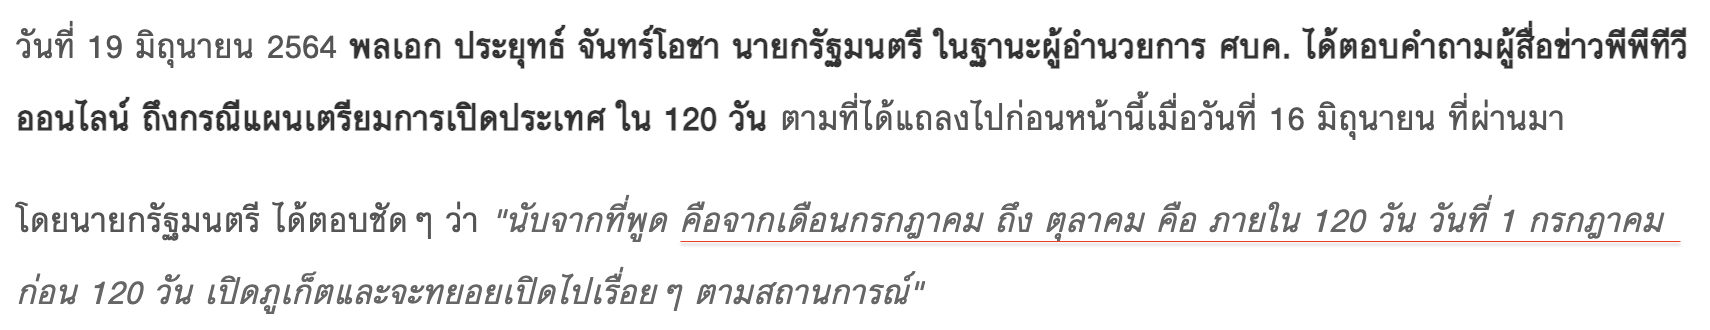 วันที่ 19 มิถุนายน 2564 พลเอก ประยุทธ์ จันทร์โอชา นายกรัฐมนตรี ในฐานะผู้อำนวยการ ศบค. ได้ตอบคำถามผู้สื่อข่าวพีพีทีวี
ออนไลน์ ถึงกรณีแผนเตรียมการเปิดประเทศ ใน 120 วัน ตามที่ได้แถลงไปก่อนหน้านี้เมื่อวันที่ 16 มิถุนายน ที่ผ่านมา
โดยนายกรัฐมนตรี ได้ตอบชัด ๆ ว่า "นับจากที่พูด คือจากเดือนกรกฎาคม ถึง ตุลาคม คือ ภายใน 120 วัน วันที่ 1 กรกฎาคม
ก่อน 120 วัน เปิดภูเก็ตและจะทยอยเปิดไปเรื่อย ๆ ตามสถานการณ์"